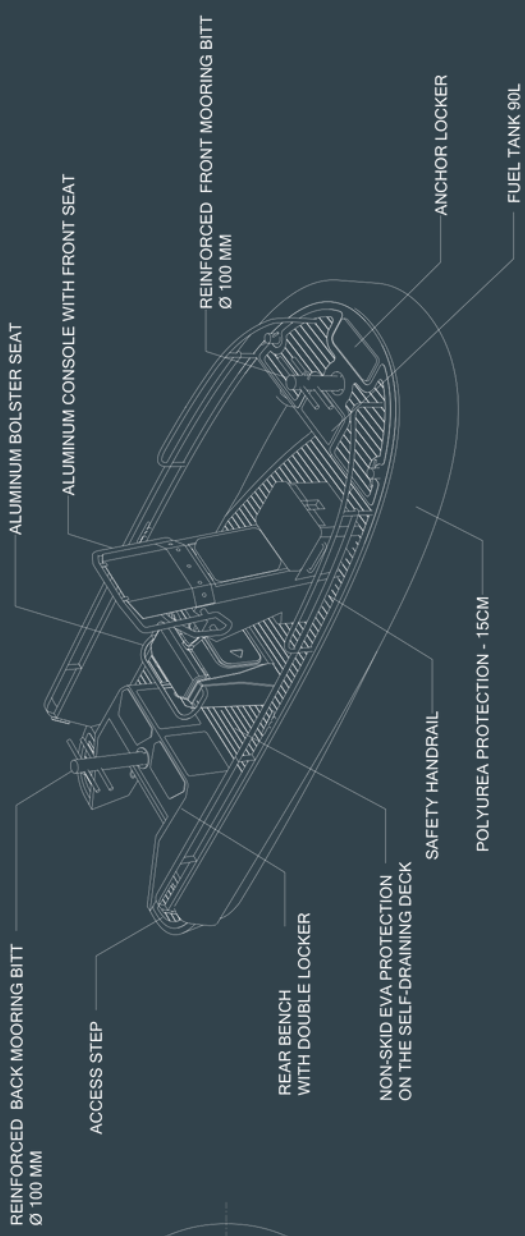 REINFORCED BACK MOORING BITT
Ø 100 MM
ACCESS STEP
REAR BENCH
WITH DOUBLE LOCKER
NON-SKID EVA PROTECTION
ON THE SELF-DRAINING DECK
SAFETY HANDRAIL
POLYUREA PROTECTION - 15CM
ALUMINUM BOLSTER SEAT
ALUMINUM CONSOLE WITH FRONT SEAT
REINFORCED FRONT MOORING BITT
Ø 100 MM
ANCHOR LOCKER
FUEL TANK 90L